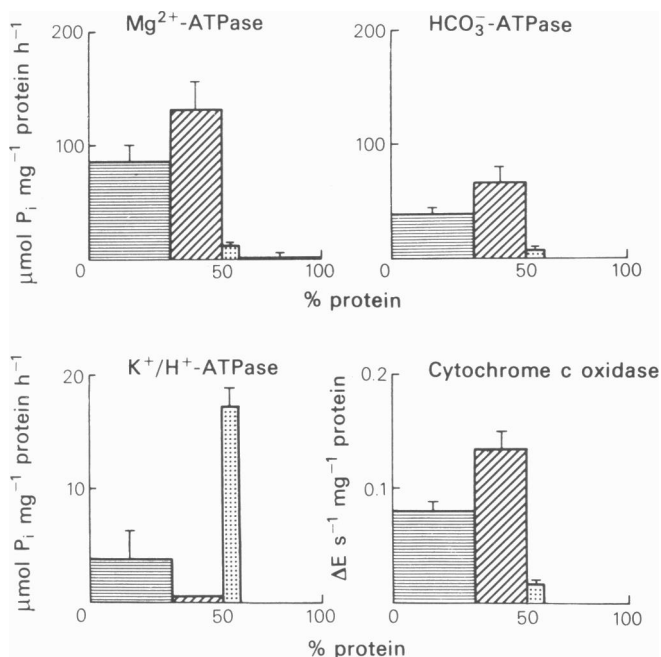 Mg²⁺-ATPase
HCO₃⁻-ATPase
200
100
0
50
100
μmol Pᵢ mg⁻¹ protein h⁻¹
200
100
0
50
100
% protein
K⁺/H⁺-ATPase
Cytochrome c oxidase
20
10
0
50
100
μmol Pᵢ mg⁻¹ protein h⁻¹
0.2
0.1
0
50
100
ΔE s⁻¹ mg⁻¹ protein
% protein